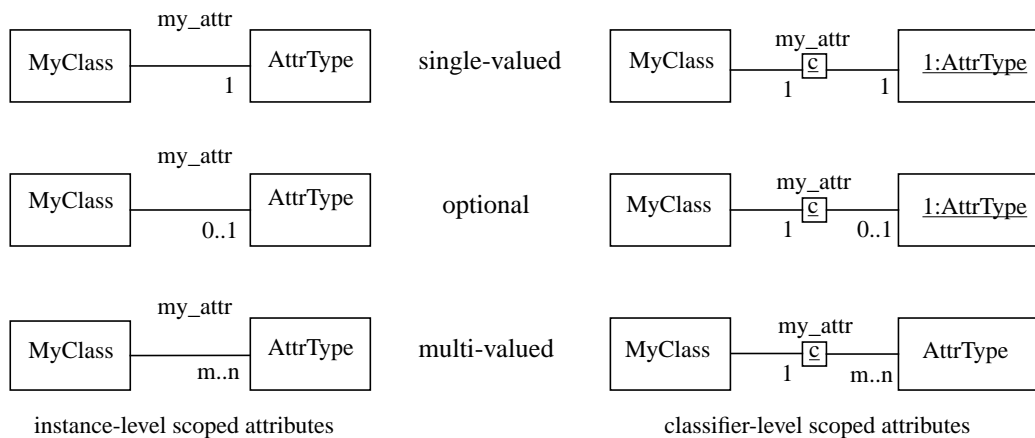 my_attr
MyClass
AttrType
1
single-valued
my_attr
MyClass
c
1:AttrType
1
1
my_attr
MyClass
AttrType
0..1
optional
my_attr
MyClass
c
1:AttrType
1
0..1
my_attr
MyClass
AttrType
m..n
multi-valued
my_attr
MyClass
c
AttrType
1
m..n
instance-level scoped attributes
classifier-level scoped attributes